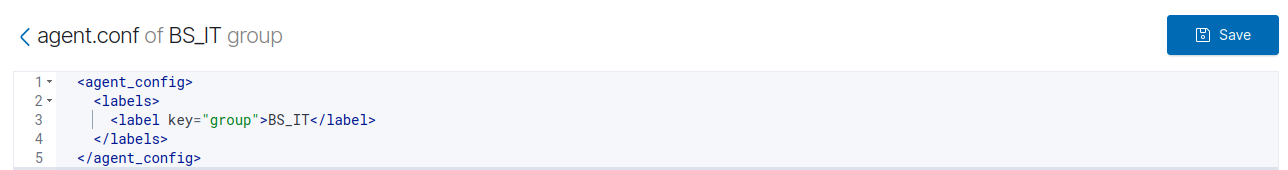 agent.conf of BS_IT group
Save
1 <agent_config>
2 <labels>
3 <label key="group">BS_IT</label>
4 </labels>
5 </agent_config>